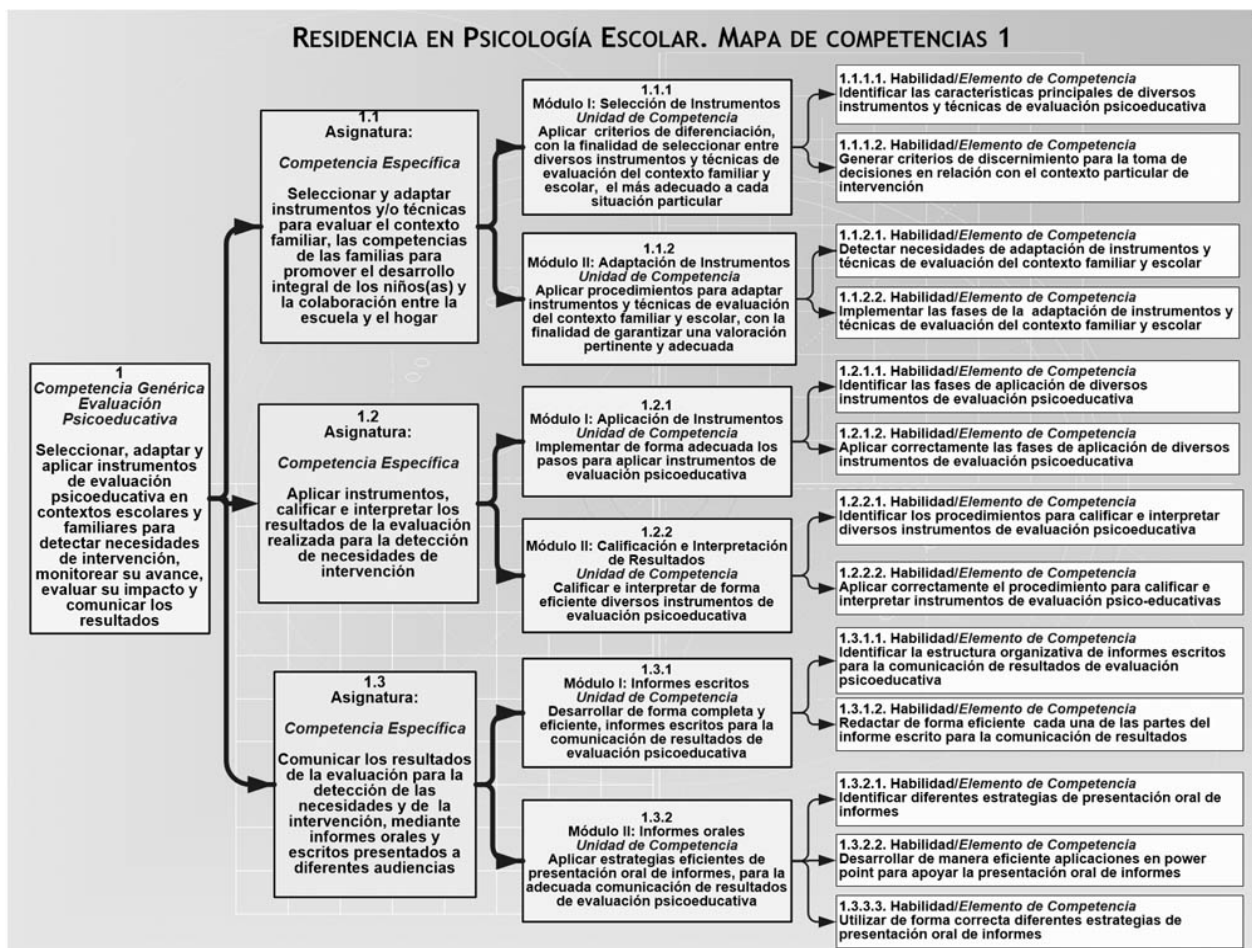 RESIDENCIA EN PSICOLOGÍA ESCOLAR. MAPA DE COMPETENCIAS 1
1
Competencia Genérica
Evaluación
Psicoeducativa
Seleccionar, adaptar y
aplicar instrumentos
de evaluación
psicoeducativa en
contextos escolares y
familiares para
detectar necesidades
de intervención,
monitorear su avance,
evaluar su impacto y
comunicar los
resultados
1.1
Asignatura:
Competencia Específica
Seleccionar y adaptar
instrumentos y/o técnicas
para evaluar el contexto
familiar, las competencias
de las familias para
promover el desarrollo
integral de los niños(as) y
la colaboración entre la
escuela y el hogar
1.1.1
Módulo I: Selección de Instrumentos
Unidad de Competencia
Aplicar criterios de diferenciación,
con la finalidad de seleccionar entre
diversos instrumentos y técnicas de
evaluación del contexto familiar y
escolar, el más adecuado a cada
situación particular
1.1.1.1. Habilidad/Elemento de Competencia
Identificar las características principales de diversos
instrumentos y técnicas de evaluación psicoeducativa
1.1.1.2. Habilidad/Elemento de Competencia
Generar criterios de discernimiento para la toma de
decisiones en relación con el contexto particular de
intervención
1.1.2
Módulo II: Adaptación de Instrumentos
Unidad de Competencia
Aplicar procedimientos para adaptar
instrumentos y técnicas de evaluación
del contexto familiar y escolar, con la
finalidad de garantizar una valoración
pertinente y adecuada
1.1.2.1. Habilidad/Elemento de Competencia
Detectar necesidades de adaptación de instrumentos y
técnicas de evaluación del contexto familiar y escolar
1.1.2.2. Habilidad/Elemento de Competencia
Implementar las fases de la adaptación de instrumentos y
técnicas de evaluación del contexto familiar y escolar
1.2
Asignatura:
Competencia Específica
Aplicar instrumentos,
calificar e interpretar los
resultados de la evaluación
realizada para la detección
de necesidades de
intervención
1.2.1
Módulo I: Aplicación de Instrumentos
Unidad de Competencia
Implementar de forma adecuada los
pasos para aplicar instrumentos de
evaluación psicoeducativa
1.2.1.1. Habilidad/Elemento de Competencia
Identificar las fases de aplicación de diversos
instrumentos de evaluación psicoeducativa
1.2.1.2. Habilidad/Elemento de Competencia
Aplicar correctamente las fases de aplicación de diversos
instrumentos de evaluación psicoeducativa
1.2.2
Módulo II: Calificación e Interpretación
de Resultados
Unidad de Competencia
Calificar e interpretar de forma
eficiente diversos instrumentos de
evaluación psicoeducativa
1.2.2.1. Habilidad/Elemento de Competencia
Identificar los procedimientos para calificar e interpretar
diversos instrumentos de evaluación psicoeducativa
1.2.2.2. Habilidad/Elemento de Competencia
Aplicar correctamente el procedimiento para calificar e
interpretar instrumentos de evaluación psico-educativas
1.3
Asignatura:
Competencia Específica
Comunicar los resultados
de la evaluación para la
detección de las
necesidades y de la
intervención, mediante
informes orales y
escritos presentados a
diferentes audiencias
1.3.1
Módulo I: Informes escritos
Unidad de Competencia
Desarrollar de forma completa y
eficiente, informes escritos para la
comunicación de resultados de
evaluación psicoeducativa
1.3.1.1. Habilidad/Elemento de Competencia
Identificar la estructura organizativa de informes escritos
para la comunicación de resultados de evaluación
psicoeducativa
1.3.1.2. Habilidad/Elemento de Competencia
Redactar de forma eficiente cada una de las partes del
informe escrito para la comunicación de resultados
1.3.2
Módulo II: Informes orales
Unidad de Competencia
Aplicar estrategias eficientes de
presentación oral de informes, para la
adecuada comunicación de resultados
de evaluación psicoeducativa
1.3.2.1. Habilidad/Elemento de Competencia
Identificar diferentes estrategias de presentación oral de
informes
1.3.2.2. Habilidad/Elemento de Competencia
Desarrollar de manera eficiente aplicaciones en power
point para apoyar la presentación oral de informes
1.3.3.3. Habilidad/Elemento de Competencia
Utilizar de forma correcta diferentes estrategias de
presentación oral de informes